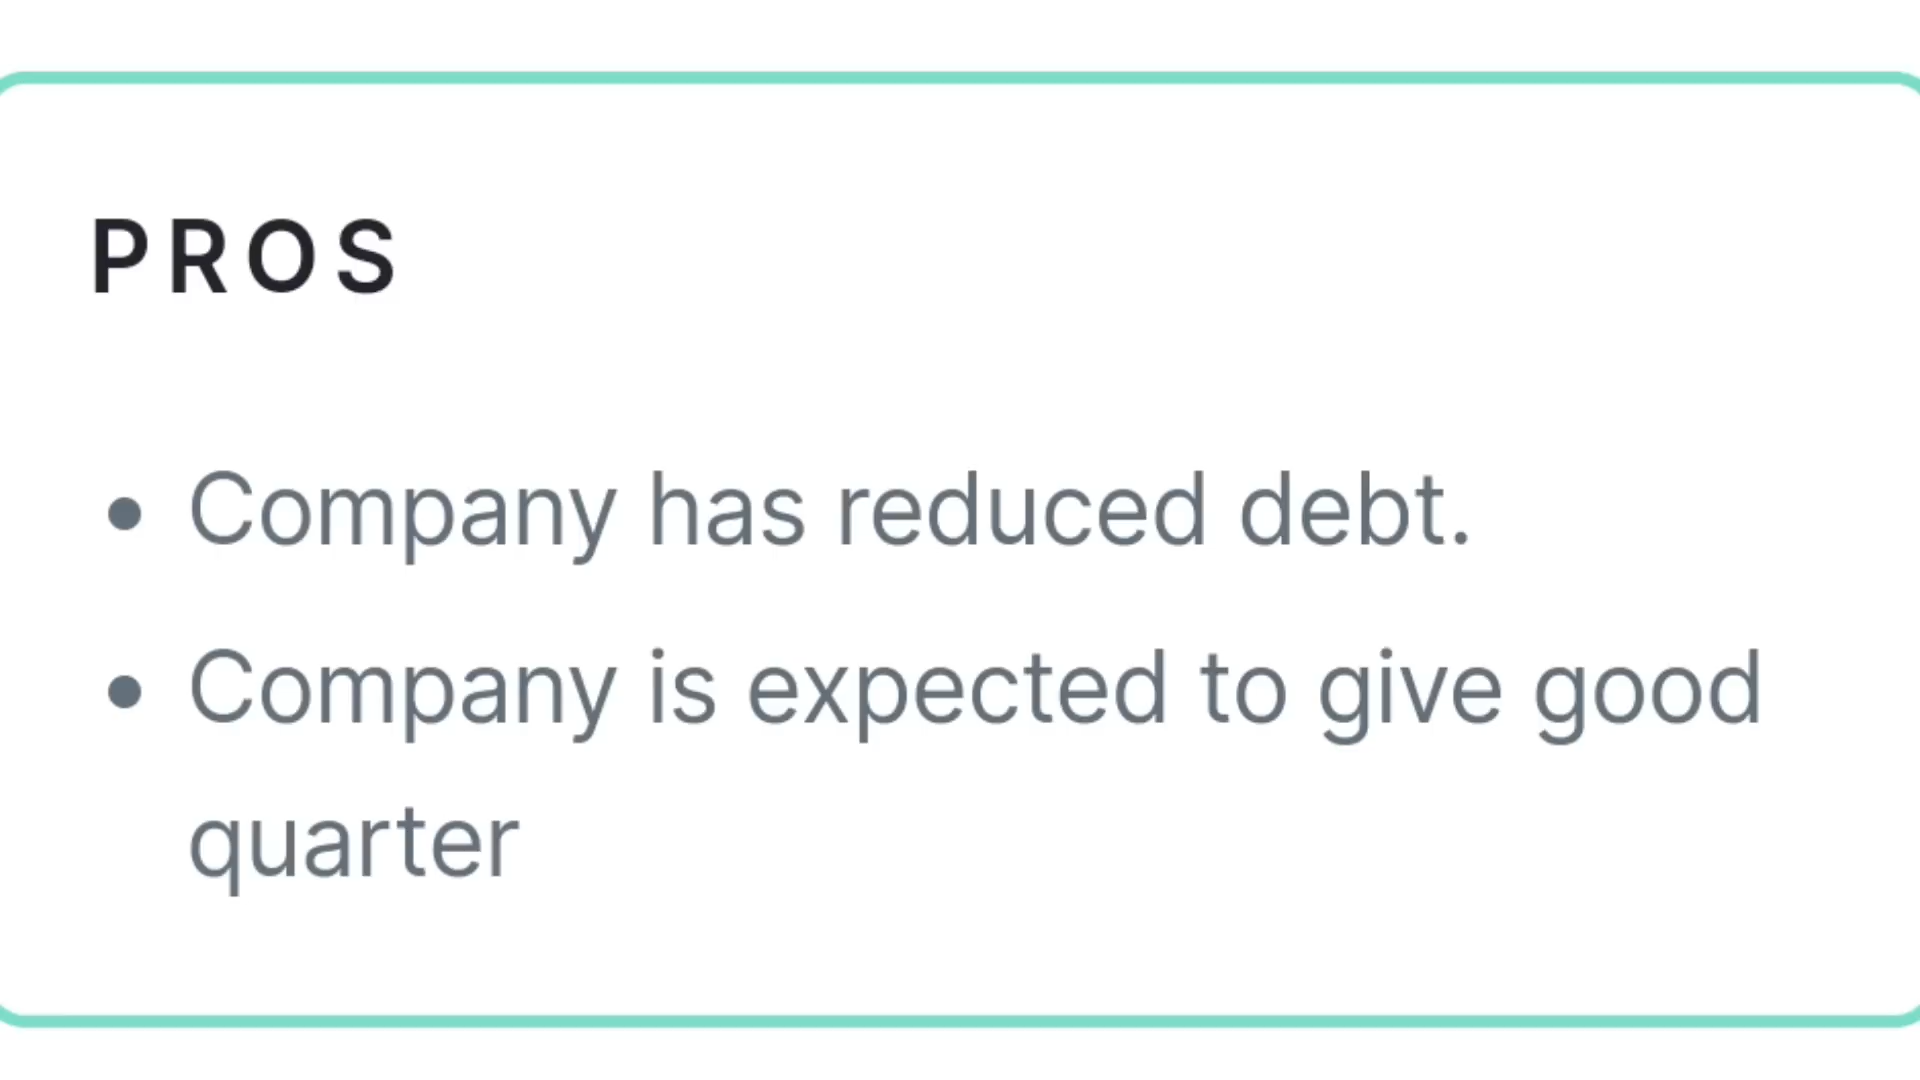 PROS
• Company has reduced debt.
• Company is expected to give good
quarter